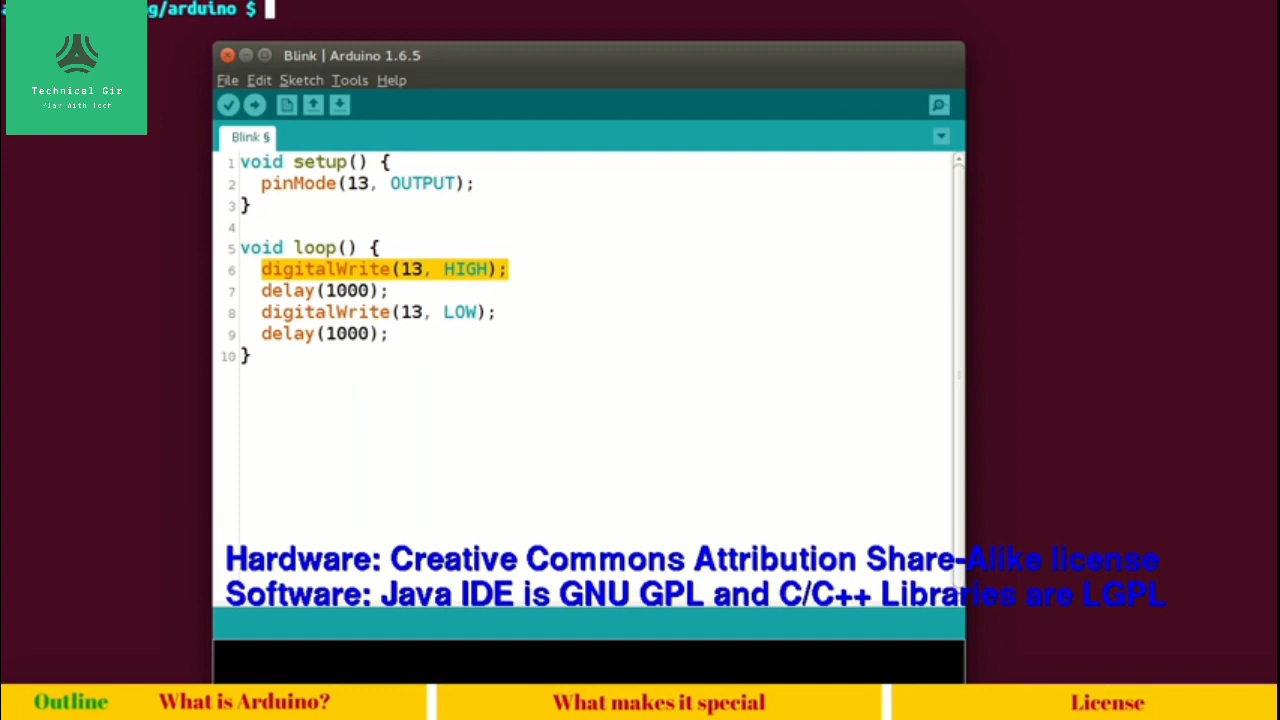 g/arduino $
Technical Gir
Play With Tech
Blink | Arduino 1.6.5
File Edit Sketch Tools Help
Blink §
1 void setup() {
2 pinMode(13, OUTPUT);
3 }
4
5 void loop() {
6 digitalWrite(13, HIGH);
7 delay(1000);
8 digitalWrite(13, LOW);
9 delay(1000);
10 }
Hardware: Creative Commons Attribution Share-Alike license
Software: Java IDE is GNU GPL and C/C++ Libraries are LGPL
Outline What is Arduino? What makes it special License